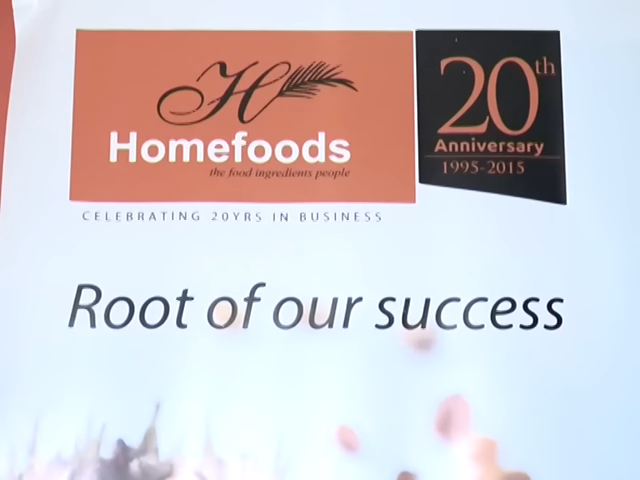 H
Homefoods
the food ingredients people
20th
Anniversary
1995-2015
CELEBRATING 20YRS IN BUSINESS
Root of our success